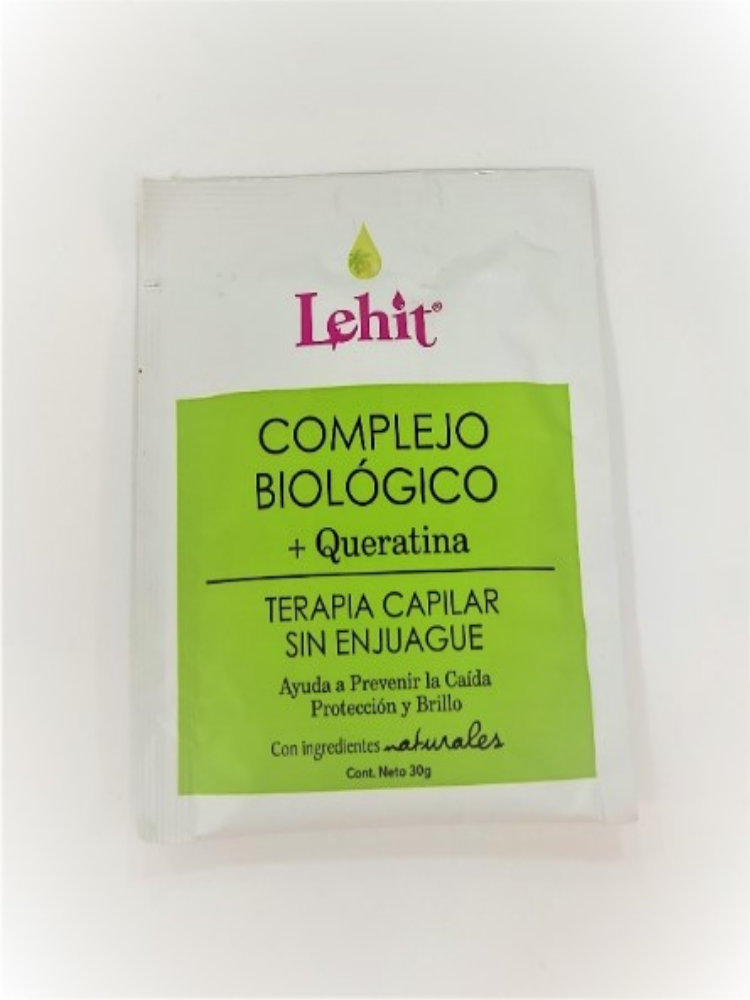 Lehit®
COMPLEJO
BIOLÓGICO
+ Queratina
TERAPIA CAPILAR
SIN ENJUAGUE
Ayuda a Prevenir la Caída
Protección y Brillo
Con ingredientes naturales
Cont. Neto 30g